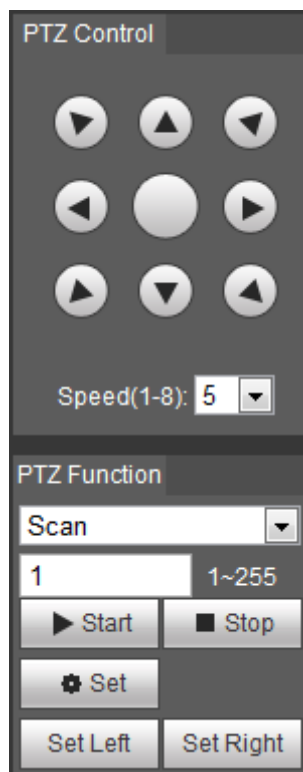 PTZ Control
Speed(1-8): 5
PTZ Function
Scan
1 1~255
Start Stop
Set
Set Left Set Right